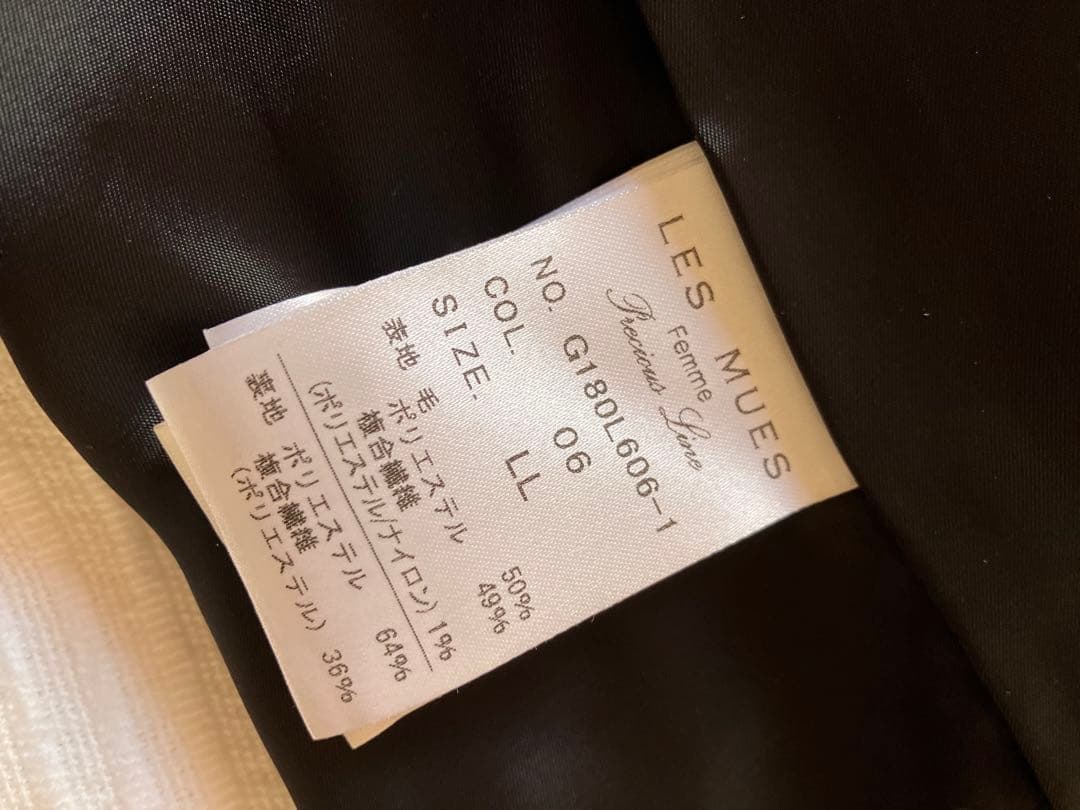 LES MUES
Femme
Precious Line
NO. G180L606-1
COL. 06
SIZE. LL
表地 毛 50%
ポリエステル 49%
極合繊維
(ポリエステル/ナイロン) 1%
裏地 ポリエステル 64%
極合繊維
(ポリエステル) 36%